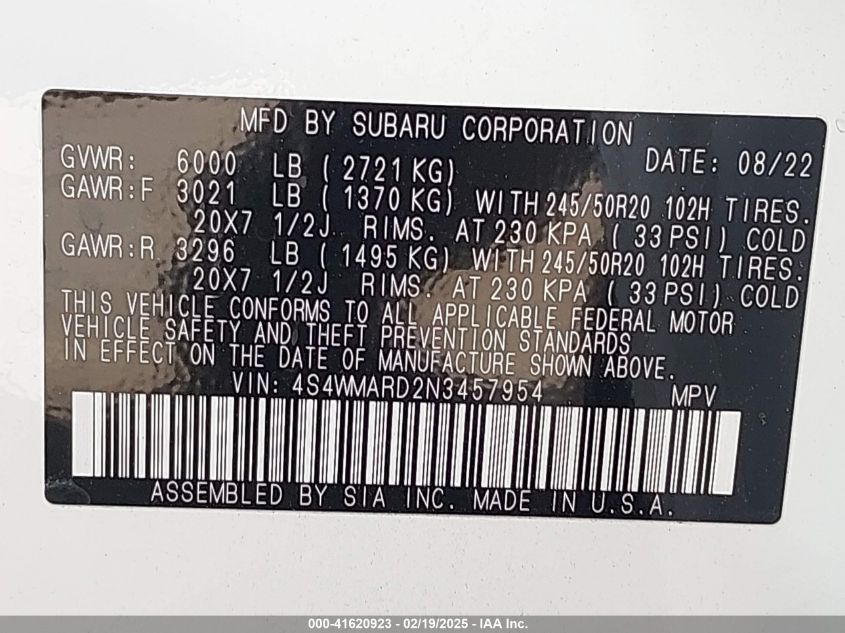 MFD BY SUBARU CORPORATION
GVWR: 6000 LB ( 2721 KG) DATE: 08/22
GAWR:F 3021 LB ( 1370 KG) WITH 245/50R20 102H TIRES.
20X7 1/2J RIMS. AT 230 KPA ( 33 PSI) COLD
GAWR:R 3296 LB ( 1495 KG) WITH 245/50R20 102H TIRES.
20X7 1/2J RIMS. AT 230 KPA ( 33 PSI) COLD
THIS VEHICLE CONFORMS TO ALL APPLICABLE FEDERAL MOTOR
VEHICLE SAFETY AND THEFT PREVENTION STANDARDS
IN EFFECT ON THE DATE OF MANUFACTURE SHOWN ABOVE.
VIN: 4S4WMARD2N3457954 MPV
ASSEMBLED BY SIA INC. MADE IN U.S.A.
000-41620923 - 02/19/2025 - IAA Inc.